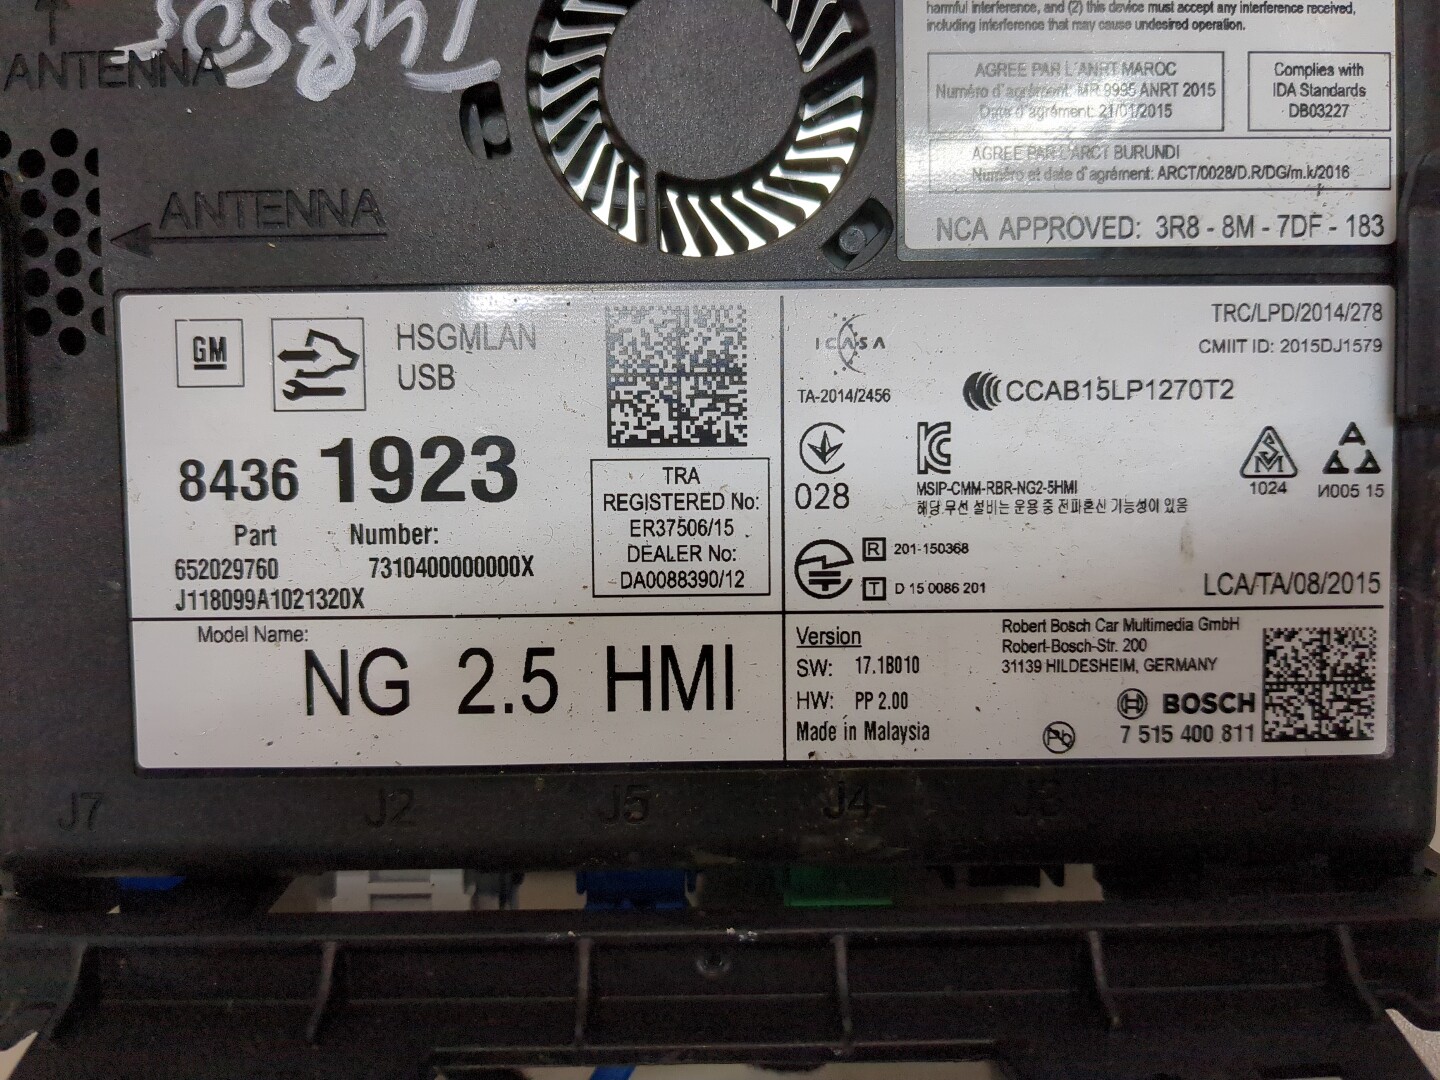 harmful interference, and (2) this device must accept any interference received,
including interference that may cause undesired operation.
ANTENNA
AGREE PAR L'ANRT MAROC
Numéro d'agrément: MR 9995 ANRT 2015
Date d'agrément: 21/01/2015
Complies with
IDA Standards
DB03227
AGREE PAR L'ARCT BURUNDI
Numéro et date d'agrément: ARCT/0028/D.R/DG/m.k/2016
NCA APPROVED: 3R8 - 8M - 7DF - 183
ANTENNA
GM
HSGMLAN
USB
8436 1923
Part Number:
652029760 7310400000000X
J118099A1021320X
TRA
REGISTERED No:
ER37506/15
DEALER No:
DA0088390/12
Model Name:
NG 2.5 HMI
ICASA
TA-2014/2456
TRC/LPD/2014/278
CMIIT ID: 2015DJ1579
CCAB15LP1270T2
028
MSIP-CMM-RBR-NG2-5HMI
해당 무선 설비는 운용 중 전파혼신 가능성이 있음
1024
И005 15
R 201-150368
T D 15 0086 201
LCA/TA/08/2015
Version
SW: 17.1B010
HW: PP 2.00
Made in Malaysia
Robert Bosch Car Multimedia GmbH
Robert-Bosch-Str. 200
31139 HILDESHEIM, GERMANY
BOSCH
7 515 400 811
Pb
J7 J2 J5 J4 J3 J1